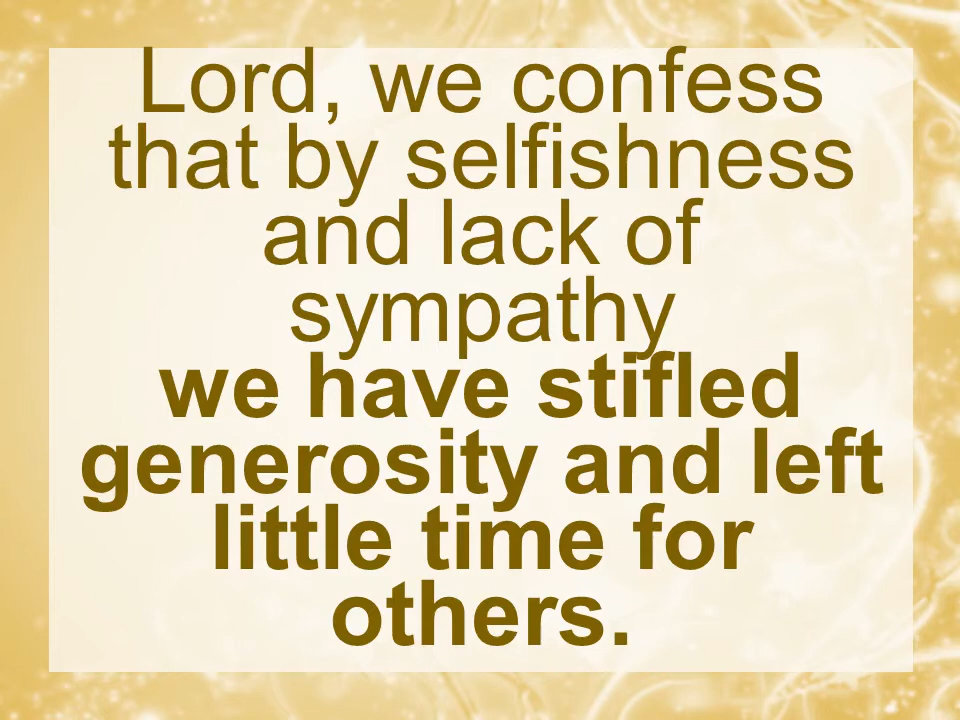 Lord, we confess
that by selfishness
and lack of
sympathy
we have stifled
generosity and left
little time for
others.